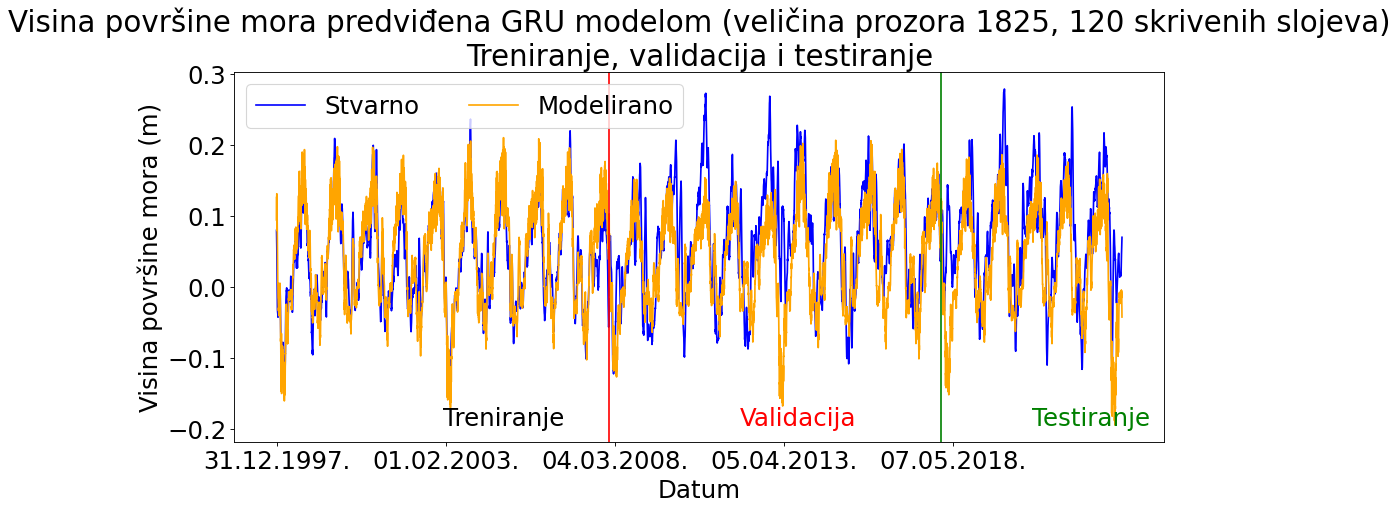 Visina površine mora predviđena GRU modelom (veličina prozora 1825, 120 skrivenih slojeva)
Treniranje, validacija i testiranje
Stvarno
Modelirano
Visina površine mora (m)
0.3
0.2
0.1
0.0
−0.1
−0.2
Treniranje
Validacija
Testiranje
31.12.1997.
01.02.2003.
04.03.2008.
05.04.2013.
07.05.2018.
Datum